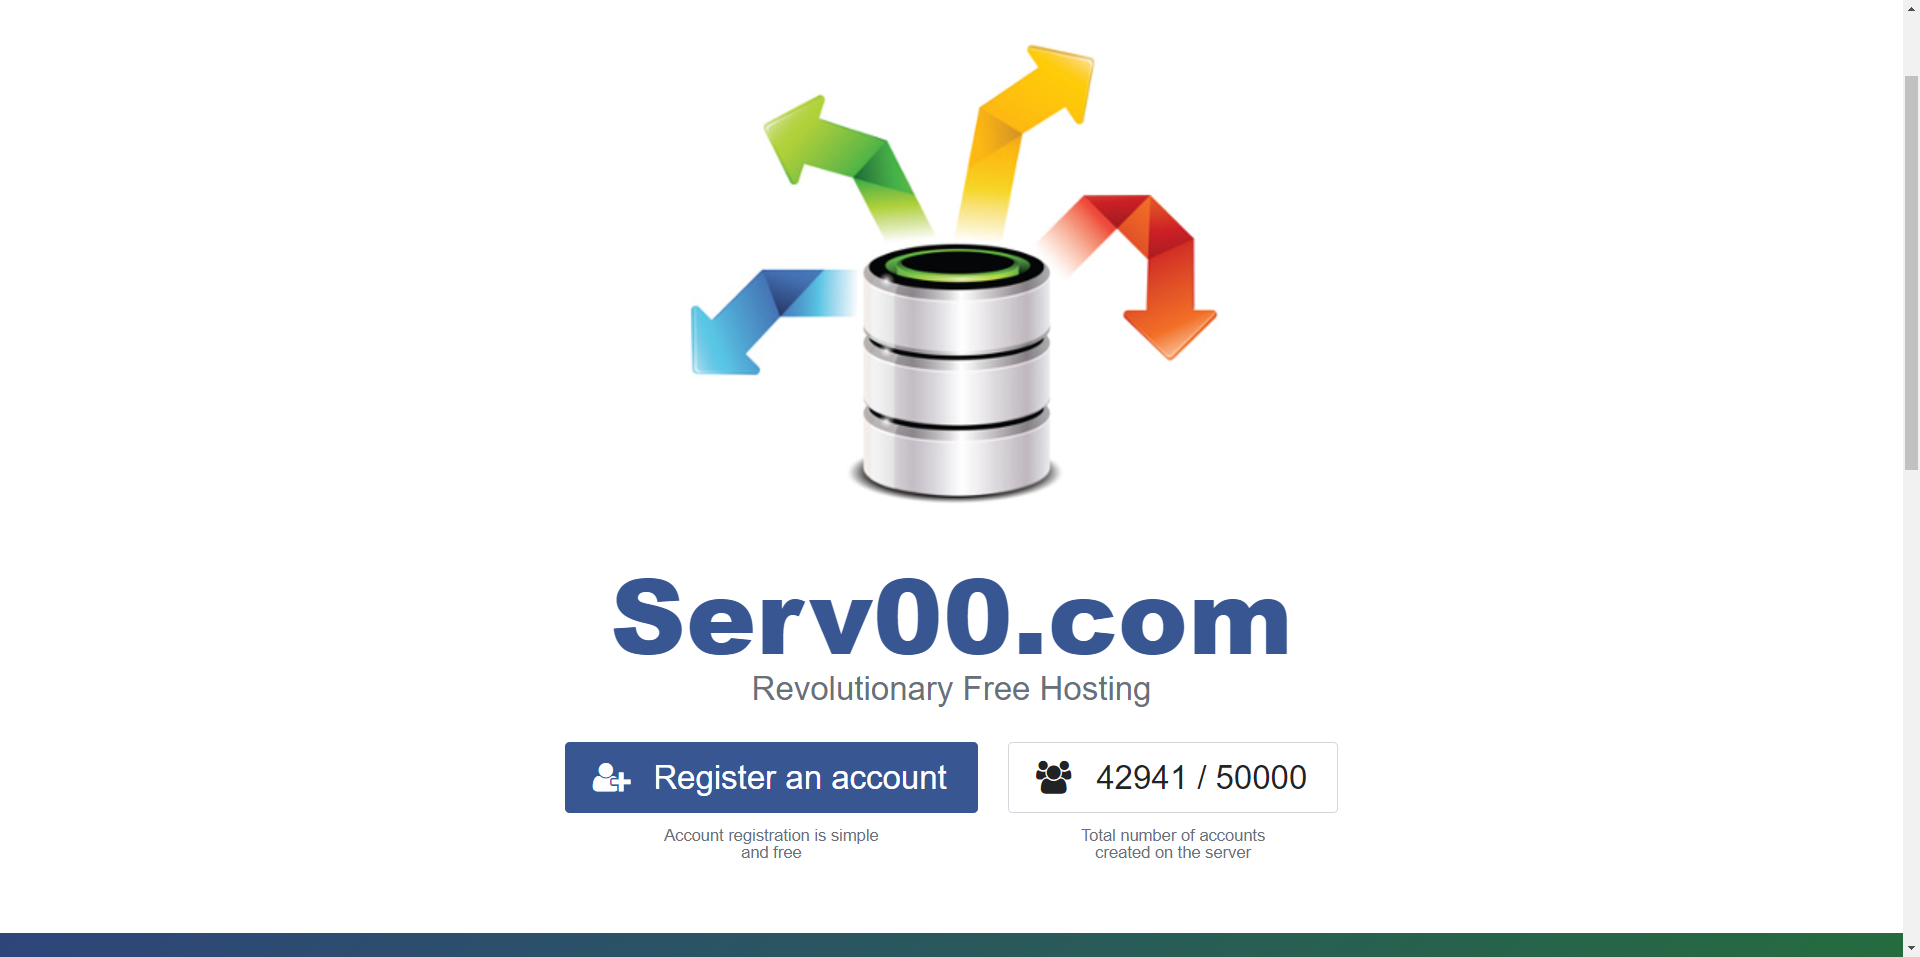 Serv00.com
Revolutionary Free Hosting
Register an account
42941 / 50000
Account registration is simple
and free
Total number of accounts
created on the server